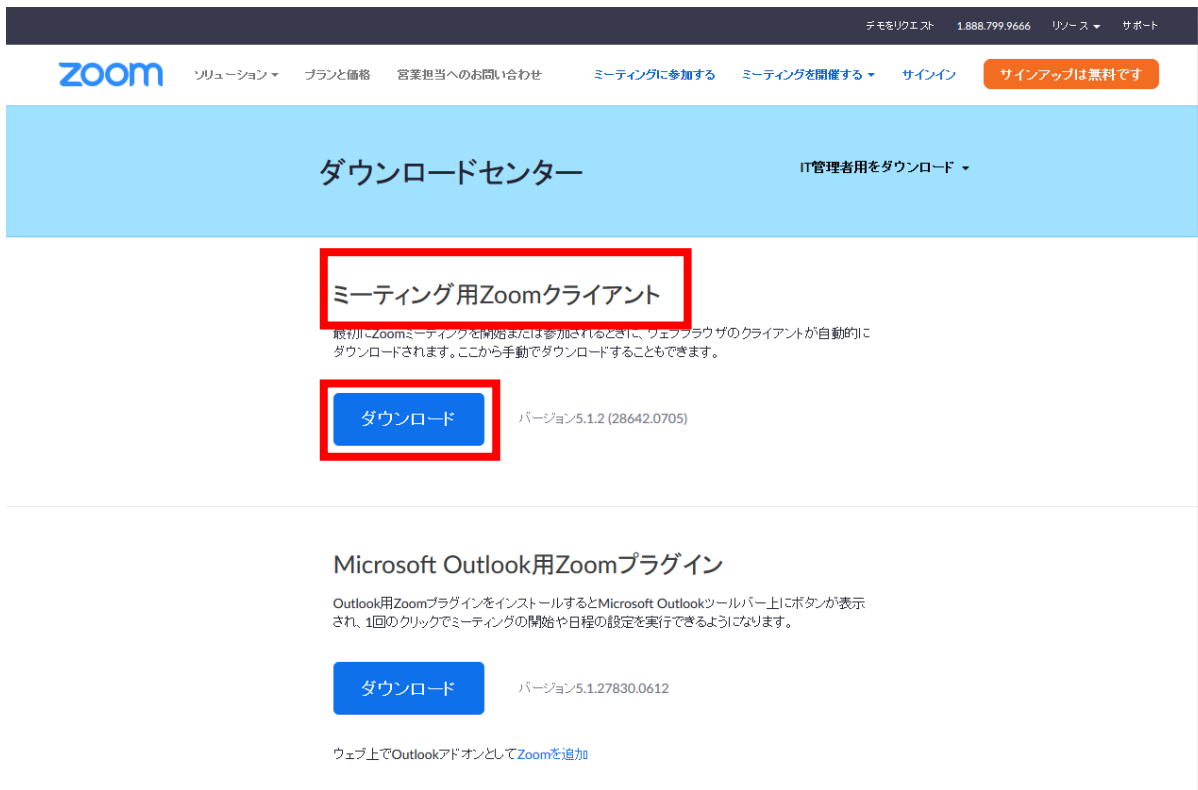 デモをリクエスト 1.888.799.9666 リソース サポート
zoom ソリューション プランと価格 営業担当へのお問い合わせ ミーティングに参加する ミーティングを開催する サインイン サインアップは無料です
ダウンロードセンター
IT管理者用をダウンロード
ミーティング用Zoomクライアント
最初にZoomミーティングを開始または参加されるときに、ウェブブラウザのクライアントが自動的に
ダウンロードされます。ここから手動でダウンロードすることもできます。
ダウンロード バージョン5.1.2 (28642.0705)
Microsoft Outlook用Zoomプラグイン
Outlook用ZoomプラグインをインストールするとMicrosoft Outlookツールバー上にボタンが表示
され、1回のクリックでミーティングの開始や日程の設定を実行できるようになります。
ダウンロード バージョン5.1.27830.0612
ウェブ上でOutlookアドオンとしてZoomを追加